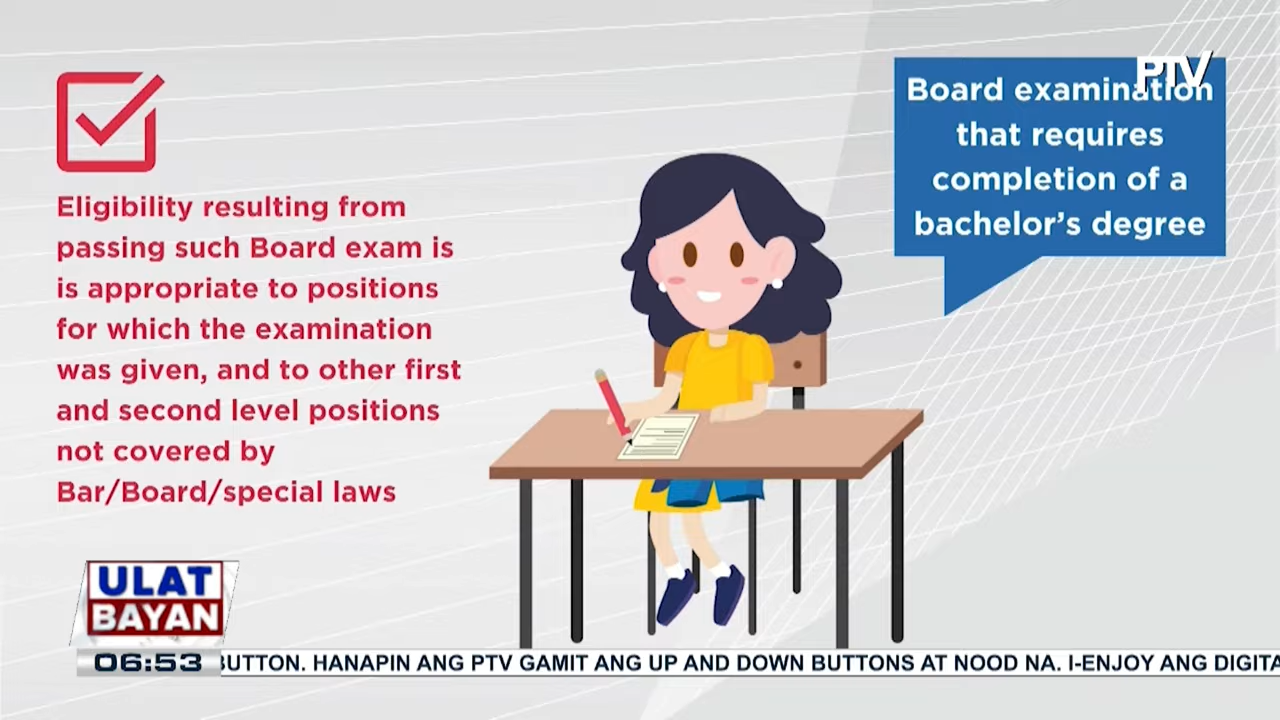 PTV
Board examination
that requires
completion of a
bachelor's degree
Eligibility resulting from
passing such Board exam is
is appropriate to positions
for which the examination
was given, and to other first
and second level positions
not covered by
Bar/Board/special laws
ULAT
BAYAN
06:53
BUTTON. HANAPIN ANG PTV GAMIT ANG UP AND DOWN BUTTONS AT NOOD NA. I-ENJOY ANG DIGITA